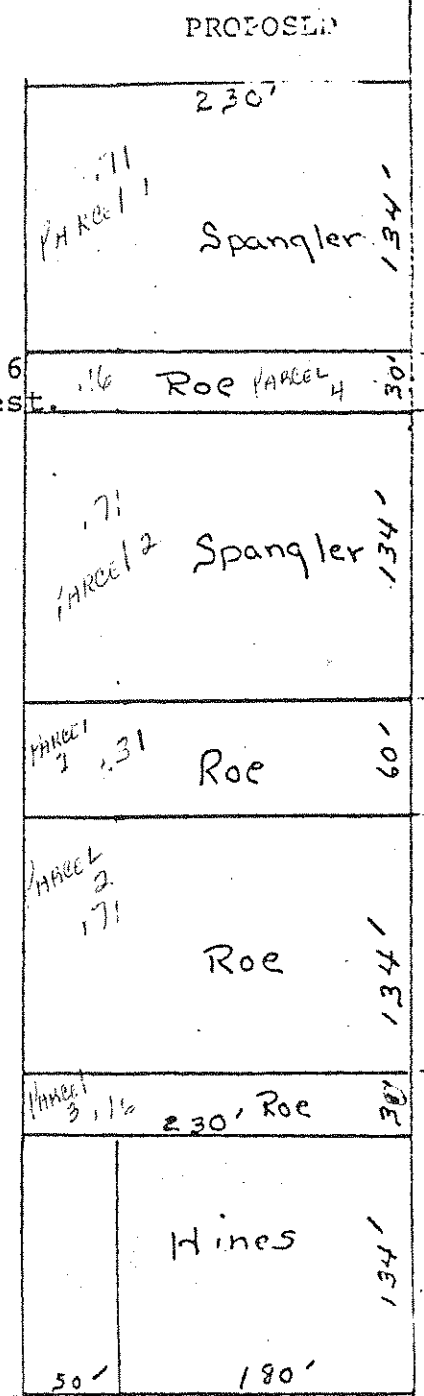 PROPOSED
230'
.71
PARCEL 1
Spangler
134'
6
est.
.16
Roe PARCEL 4
30'
.71
PARCEL 2
Spangler
134'
PARCEL
1
.31
Roe
60'
PARCEL
2
.71
Roe
134'
PARCEL
3
.16
230' Roe
30'
Hines
134'
50'
180'